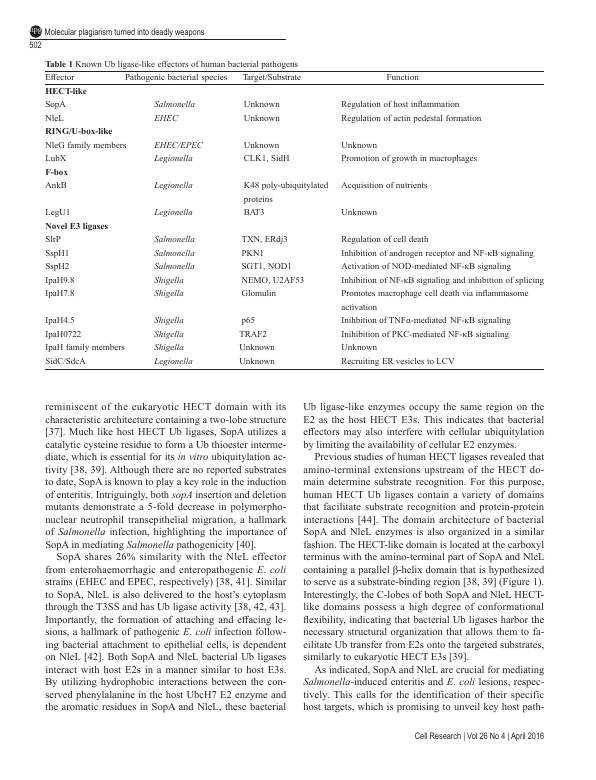 Molecular plagiarism turned into deadly weapons
502
Table 1 Known Ub ligase-like effectors of human bacterial pathogens
Effector Pathogenic bacterial species Target/Substrate Function
HECT-like
SopA Salmonella Unknown Regulation of host inflammation
NleL EHEC Unknown Regulation of actin pedestal formation
RING/U-box-like
NleG family members EHEC/EPEC Unknown Unknown
LubX Legionella CLK1, SidH Promotion of growth in macrophages
F-box
AnkB Legionella K48 poly-ubiquitylated Acquisition of nutrients
proteins
LegU1 Legionella BAT3 Unknown
Novel E3 ligases
SlrP Salmonella TXN, ERdj3 Regulation of cell death
SspH1 Salmonella PKN1 Inhibition of androgen receptor and NF-κB signaling
SspH2 Salmonella SGT1, NOD1 Activation of NOD-mediated NF-κB signaling
IpaH9.8 Shigella NEMO, U2AF53 Inhibition of NF-κB signaling and inhibition of splicing
IpaH7.8 Shigella Glomulin Promotes macrophage cell death via inflammasome
activation
IpaH4.5 Shigella p65 Inihbition of TNFα-mediated NF-κB signaling
IpaH0722 Shigella TRAF2 Inihibition of PKC-mediated NF-κB signaling
IpaH family members Shigella Unknown Unknown
SidC/SdcA Legionella Unknown Recruiting ER vesicles to LCV
reminiscent of the eukaryotic HECT domain with its
characteristic architecture containing a two-lobe structure
[37]. Much like host HECT Ub ligases, SopA utilizes a
catalytic cysteine residue to form a Ub thioester interme-
diate, which is essential for its in vitro ubiquitylation ac-
tivity [38, 39]. Although there are no reported substrates
to date, SopA is known to play a key role in the induction
of enteritis. Intriguingly, both sopA insertion and deletion
mutants demonstrate a 5-fold decrease in polymorpho-
nuclear neutrophil transepithelial migration, a hallmark
of Salmonella infection, highlighting the importance of
SopA in mediating Salmonella pathogenicity [40].
SopA shares 26% similarity with the NleL effector
from enterohaemorrhagic and enteropathogenic E. coli
strains (EHEC and EPEC, respectively) [38, 41]. Similar
to SopA, NleL is also delivered to the host's cytoplasm
through the T3SS and has Ub ligase activity [38, 42, 43].
Importantly, the formation of attaching and effacing le-
sions, a hallmark of pathogenic E. coli infection follow-
ing bacterial attachment to epithelial cells, is dependent
on NleL [42]. Both SopA and NleL bacterial Ub ligases
interact with host E2s in a manner similar to host E3s.
By utilizing hydrophobic interactions between the con-
served phenylalanine in the host UbcH7 E2 enzyme and
the aromatic residues in SopA and NleL, these bacterial
Ub ligase-like enzymes occupy the same region on the
E2 as the host HECT E3s. This indicates that bacterial
effectors may also interfere with cellular ubiquitylation
by limiting the availability of cellular E2 enzymes.
Previous studies of human HECT ligases revealed that
amino-terminal extensions upstream of the HECT do-
main determine substrate recognition. For this purpose,
human HECT Ub ligases contain a variety of domains
that facilitate substrate recognition and protein-protein
interactions [44]. The domain architecture of bacterial
SopA and NleL enzymes is also organized in a similar
fashion. The HECT-like domain is located at the carboxyl
terminus with the amino-terminal part of SopA and NleL
containing a parallel β-helix domain that is hypothesized
to serve as a substrate-binding region [38, 39] (Figure 1).
Interestingly, the C-lobes of both SopA and NleL HECT-
like domains possess a high degree of conformational
flexibility, indicating that bacterial Ub ligases harbor the
necessary structural organization that allows them to fa-
cilitate Ub transfer from E2s onto the targeted substrates,
similarly to eukaryotic HECT E3s [39].
As indicated, SopA and NleL are crucial for mediating
Salmonella-induced enteritis and E. coli lesions, respec-
tively. This calls for the identification of their specific
host targets, which is promising to unveil key host path-
Cell Research | Vol 26 No 4 | April 2016